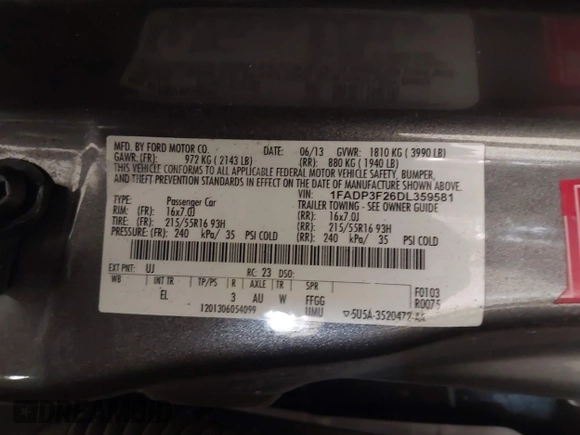 MFD. BY FORD MOTOR CO. DATE: 06/13 GVWR: 1810 KG ( 3990 LB)
GAWR: (FR): 972 KG ( 2143 LB) (RR): 880 KG ( 1940 LB)
THIS VEHICLE CONFORMS TO ALL APPLICABLE FEDERAL MOTOR VEHICLE SAFETY, BUMPER,
AND THEFT PREVENTION STANDARDS IN EFFECT ON THE DATE OF MANUFACTURE SHOWN ABOVE.
VIN: 1FADP3F26DL359581
TYPE: Passenger Car TRAILER TOWING - SEE OWNER GUIDE
RIM: (FR): 16x7.0J (RR): 16x7.0J
TIRE: (FR): 215/55R16 93H (RR): 215/55R16 93H
PRESSURE: (FR): 240 kPa/ 35 PSI COLD (RR): 240 kPa/ 35 PSI COLD
EXT PNT: UJ RC: 23 DSO:
WB INT TR TP/PS R AXLE TR SPR F0103
EL 3 AU W FFGG R0075
1201306054099 UMU 5U5A-3520472-AA
DREAMBID